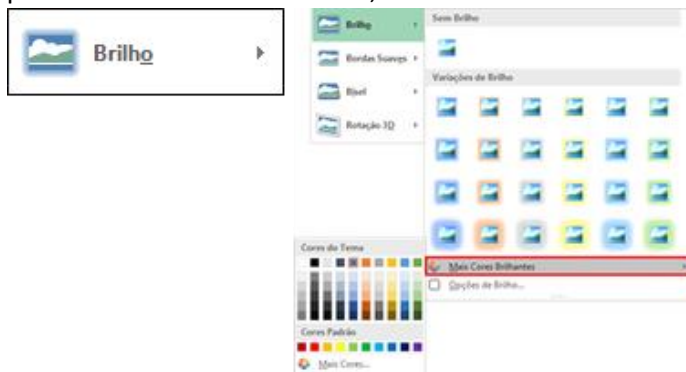 Brilho
Brilho
Sem Brilho
Bordas Suaves
Variações de Brilho
Bisel
Rotação 3D
Cores do Tema
Mais Cores Brilhantes
Opções de Brilho...
Cores Padrão
Mais Cores...